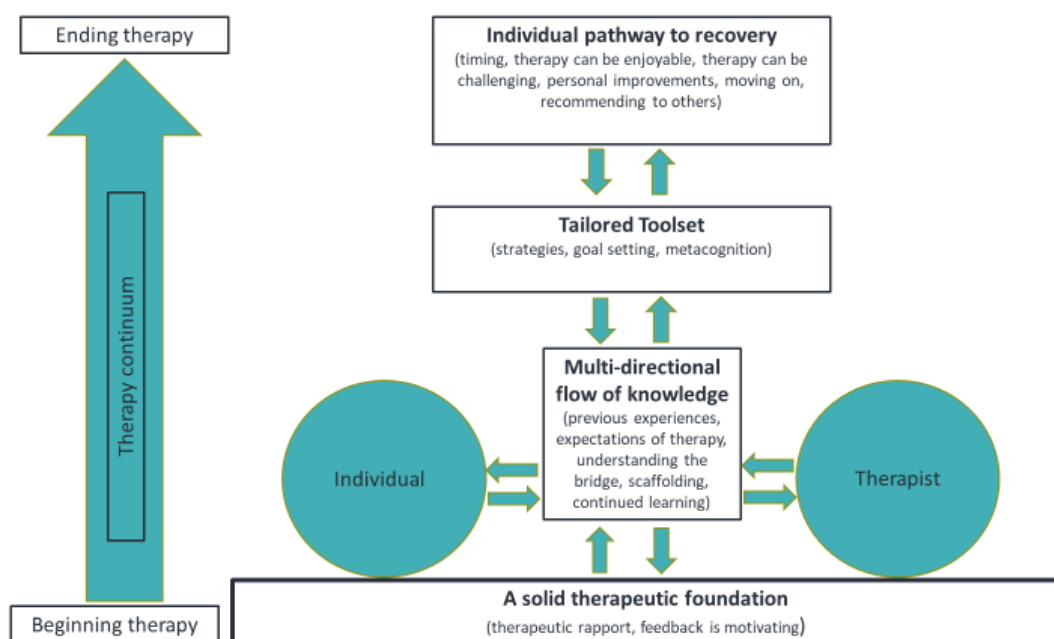 Ending therapy
Therapy continuum
Beginning therapy
Individual pathway to recovery
(timing, therapy can be enjoyable, therapy can be
challenging, personal improvements, moving on,
recommending to others)
Tailored Toolset
(strategies, goal setting, metacognition)
Multi-directional
flow of knowledge
(previous experiences,
expectations of therapy,
understanding the
bridge, scaffolding,
continued learning)
Individual
Therapist
A solid therapeutic foundation
(therapeutic rapport, feedback is motivating)